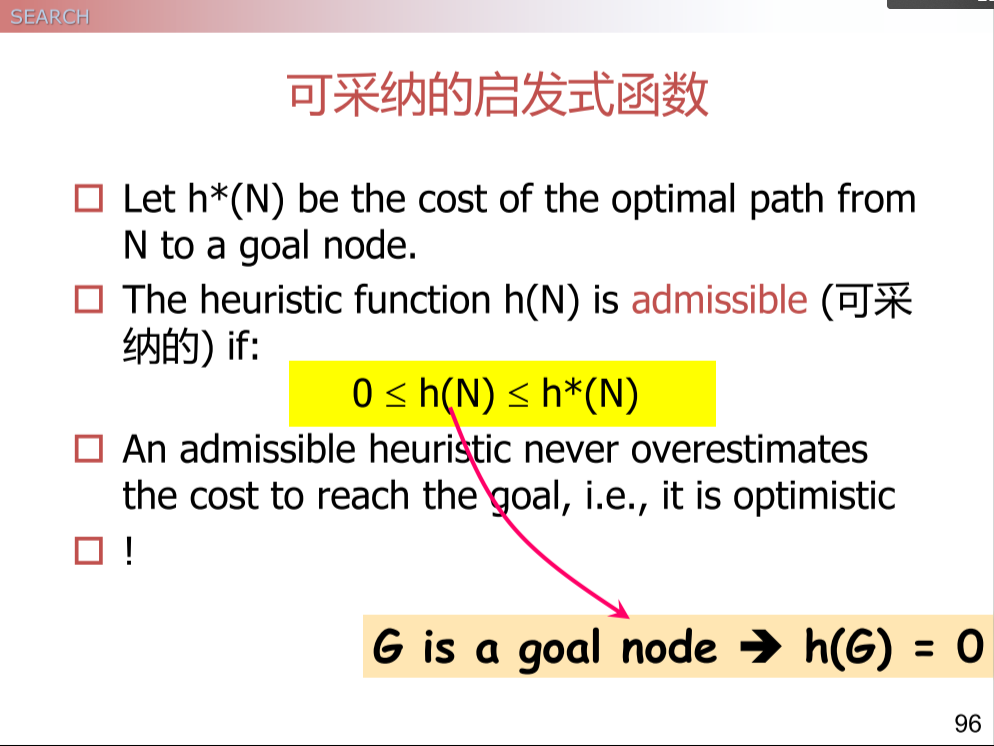 SEARCH
可采纳的启发式函数
Let h*(N) be the cost of the optimal path from
N to a goal node.
The heuristic function h(N) is admissible (可采
纳的) if:
0 ≤ h(N) ≤ h*(N)
An admissible heuristic never overestimates
the cost to reach the goal, i.e., it is optimistic
!
G is a goal node ➔ h(G) = 0
96